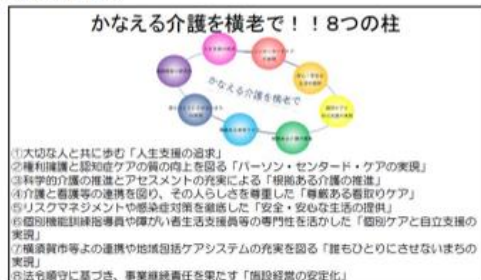 かなえる介護を横老で！！8つの柱
かなえる介護を横老で
①大切な人と共に歩む「人生支援の追求」
②権利擁護と認知症ケアの質の向上を図る「パーソン・センタード・ケアの実現」
③科学的介護の推進とアセスメントの充実による「根拠ある介護の推進」
④介護と看護等の連携を図り、その人らしさを尊重した「尊厳ある看取りケア」
⑤リスクマネジメントや感染症対策を徹底した「安全・安心な生活の提供」
⑥個別機能訓練指導員や障がい者生活支援員等の専門性を活かした「個別ケアと自立支援の
実現」
⑦横須賀市等との連携や地域包括ケアシステムの充実を図る「誰もひとりにさせないまちの
実現」
⑧法令順守に基づき、事業継続責任を果たす「施設経営の安定化」